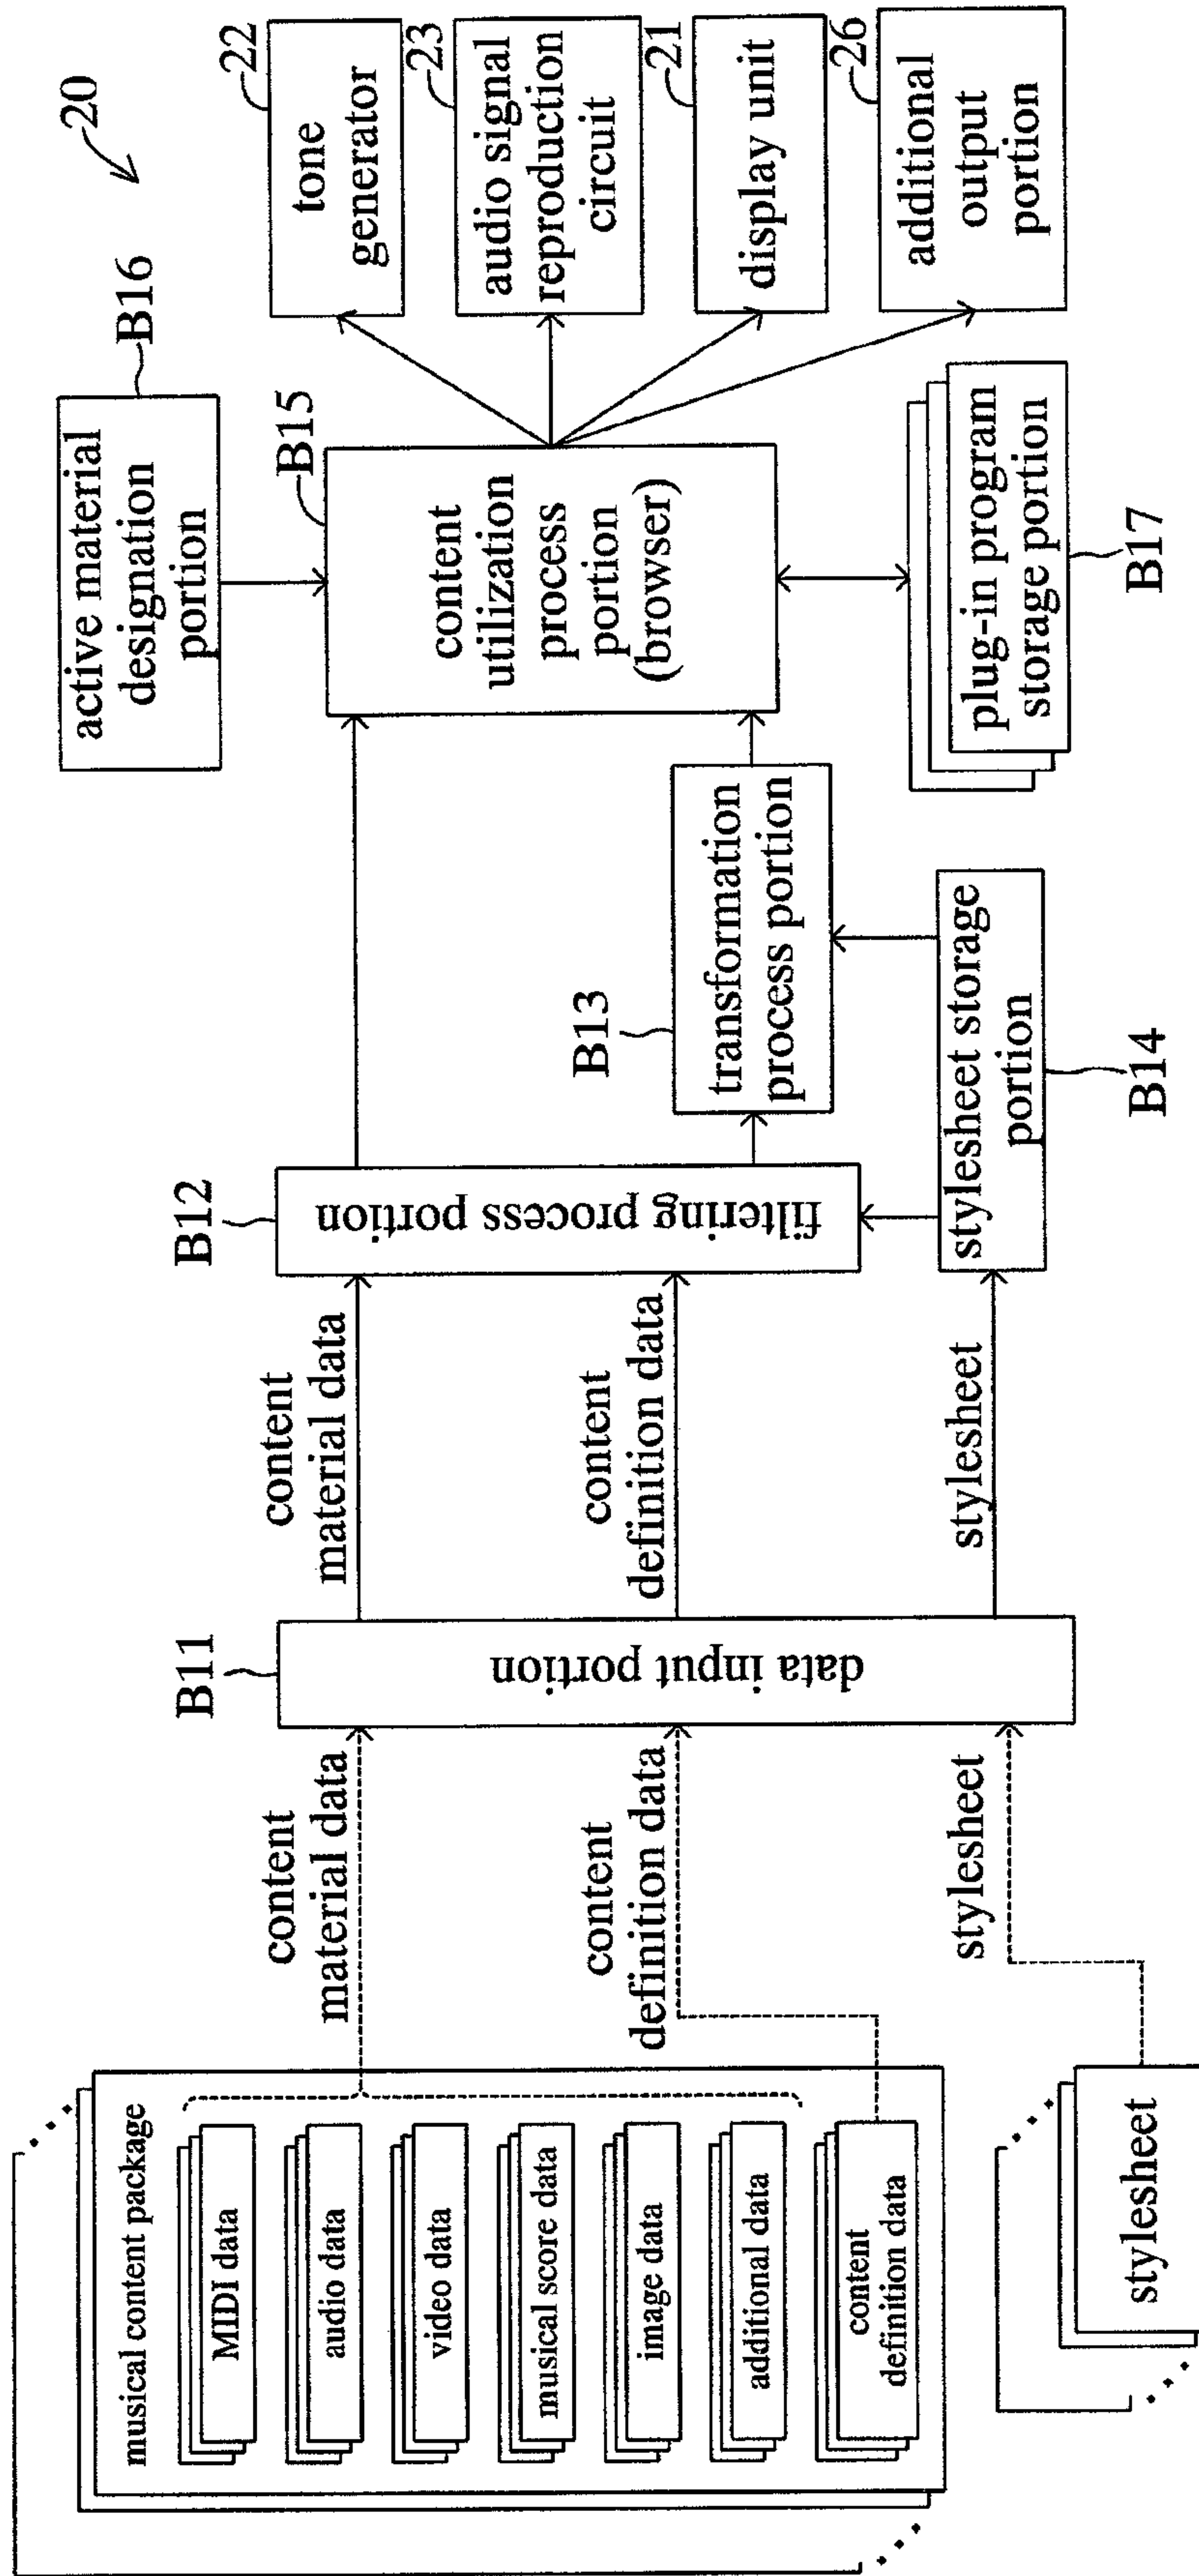 20
musical content package
MIDI data
audio data
video data
musical score data
image data
additional data
content
definition data
stylesheet
content
material data
content
definition data
stylesheet
B11
data input portion
content
material data
content
definition data
stylesheet
B12
filtering process portion
B13
transformation
process portion
stylesheet storage
portion
B14
active material
designation
portion
B16
B15
content
utilization
process
portion
(browser)
plug-in program
storage portion
B17
22
tone
generator
23
audio signal
reproduction
circuit
21
display unit
26
additional
output
portion